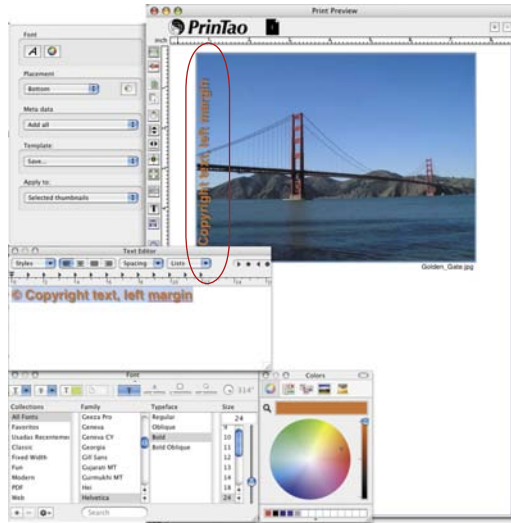 Print Preview
PrinTao
inch
Font
A
Placement
Bottom
Meta data
Add all
Template:
Save...
Apply to:
Selected thumbnails
Copyright text, left margin
Golden_Gate.jpg
Text Editor
Styles
Spacing
Lists
© Copyright text, left margin
Font
314°
Collections Family Typeface Size
24
All Fonts Geeza Pro Regular 9
Favorites Geneva Oblique 10
Usadas Recentemen Geneva CY Bold 11
Classic Georgia Bold Oblique 12
Fixed Width Gill Sans 13
Fun Gujarati MT 14
Modern Gurmukhi MT 18
PDF Hei
Web Helvetica 24
Search
Colors